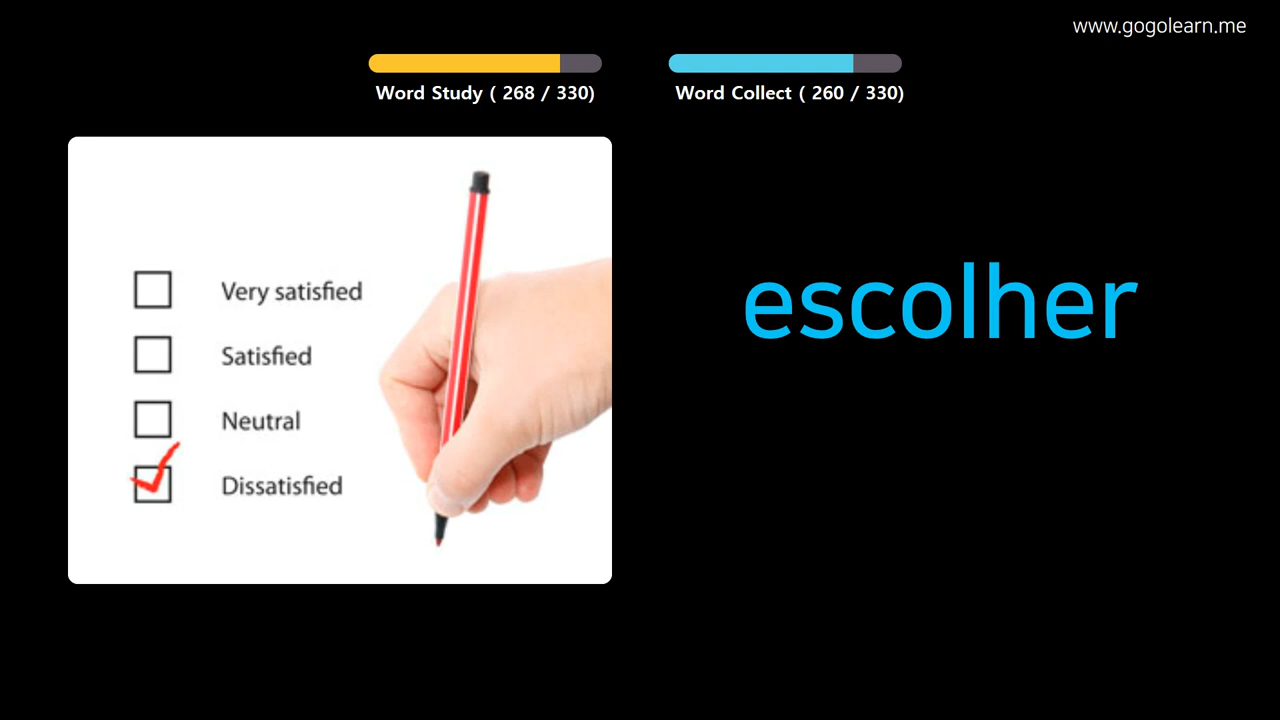 www.gogolearn.me
Word Study ( 268 / 330)
Word Collect ( 260 / 330)
Very satisfied
Satisfied
Neutral
Dissatisfied
escolher